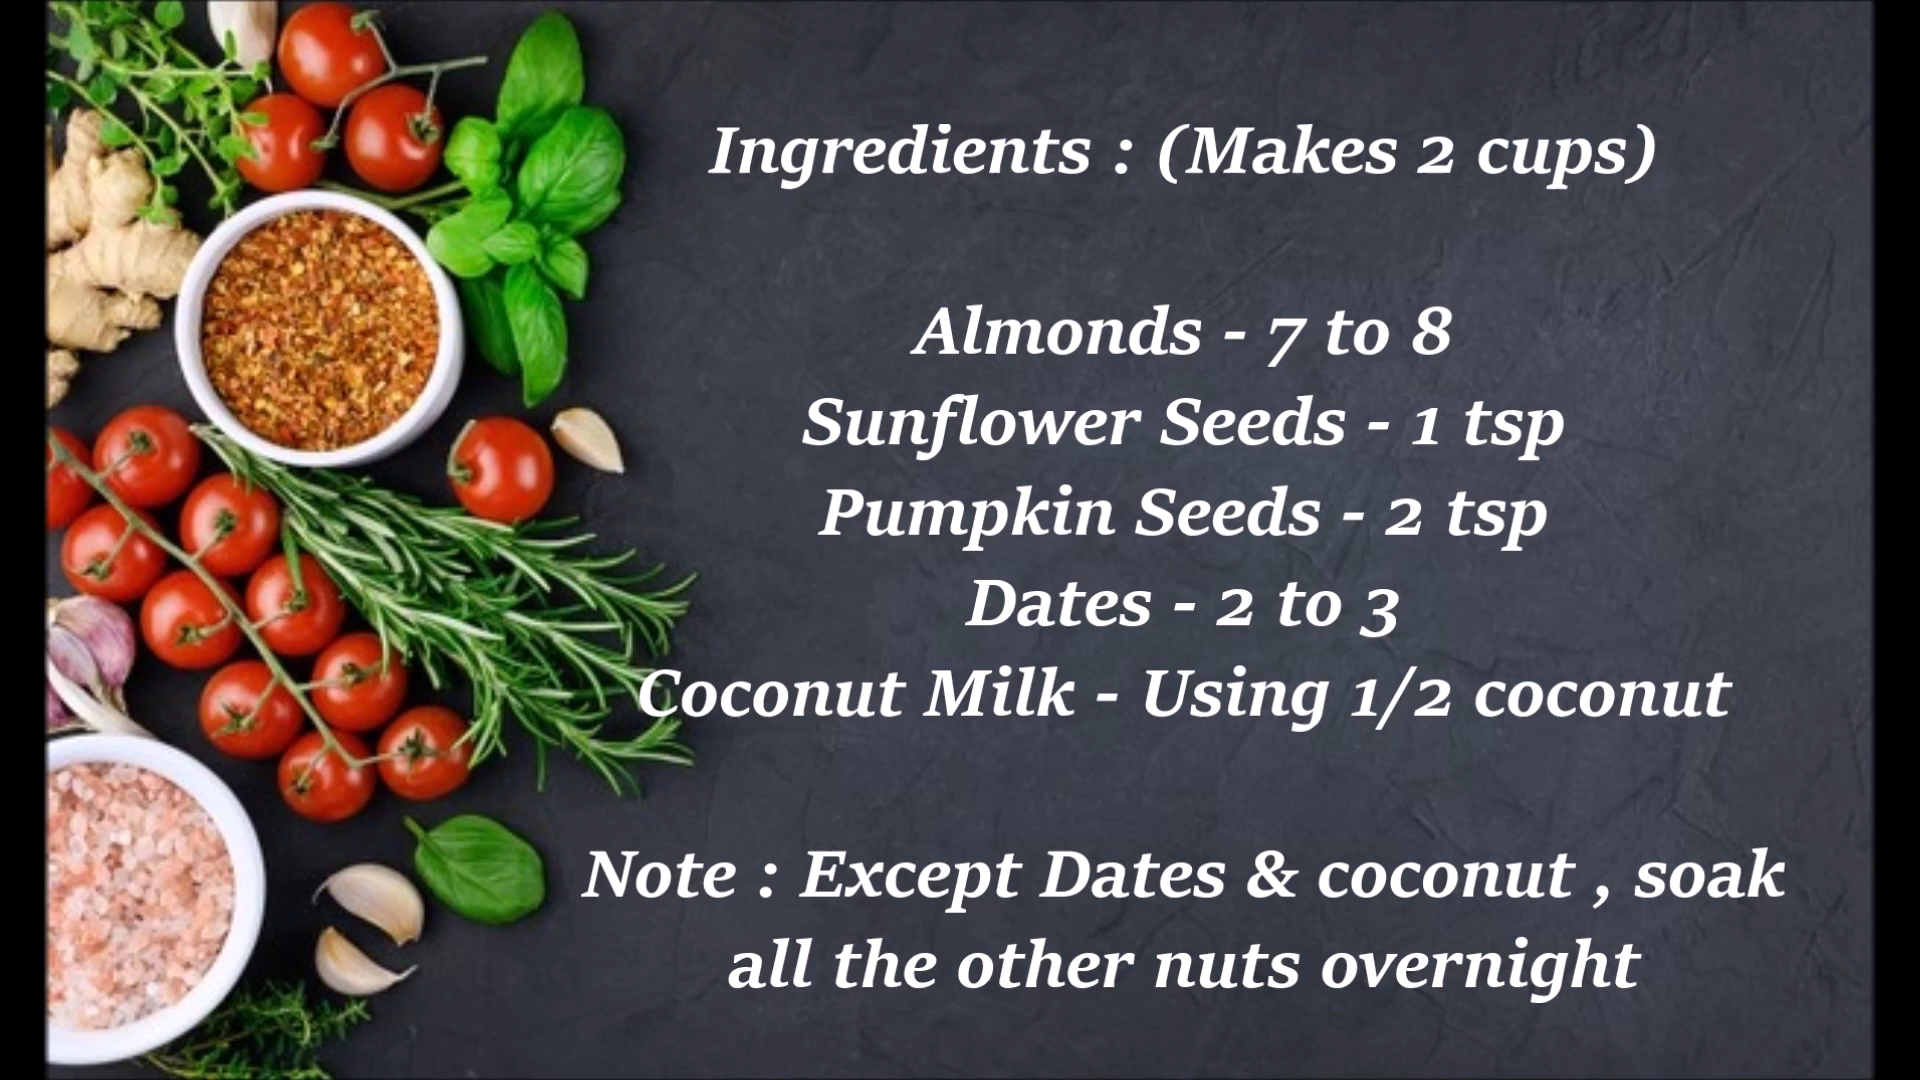 Ingredients : (Makes 2 cups)
Almonds - 7 to 8
Sunflower Seeds - 1 tsp
Pumpkin Seeds - 2 tsp
Dates - 2 to 3
Coconut Milk - Using 1/2 coconut
Note : Except Dates & coconut , soak
all the other nuts overnight